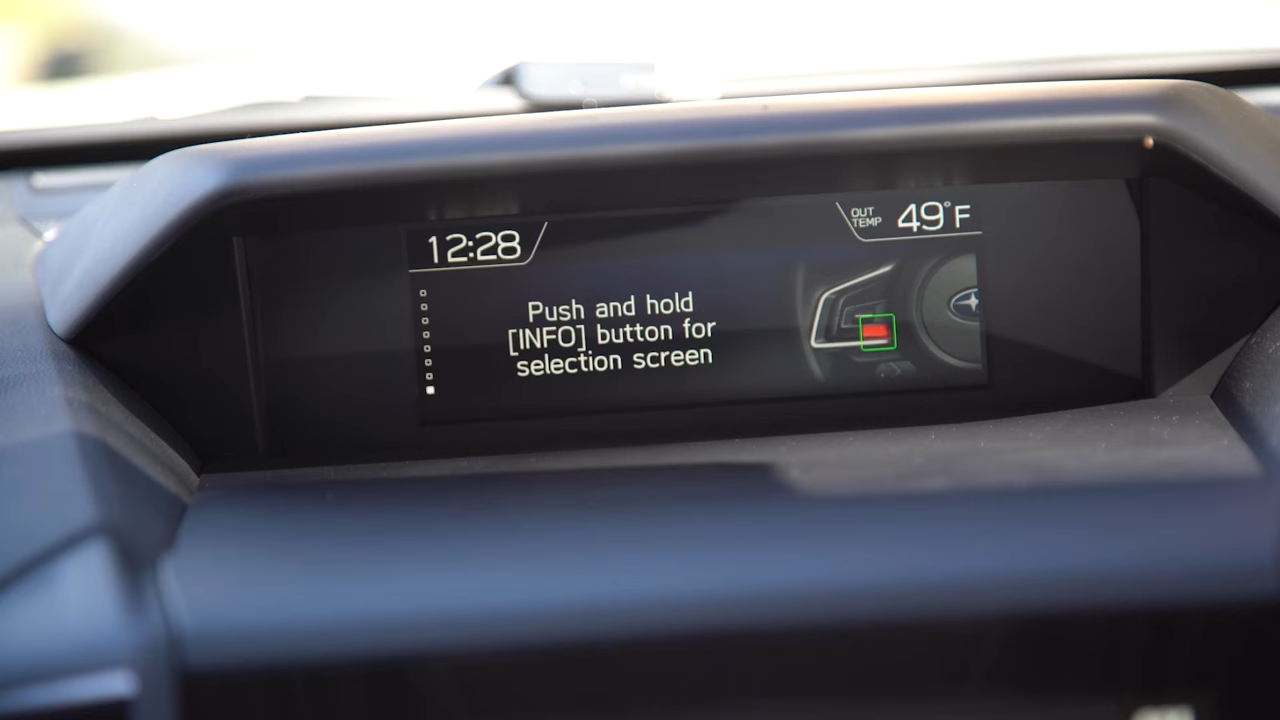 12:28
OUT
TEMP
49°F
Push and hold
[INFO] button for
selection screen